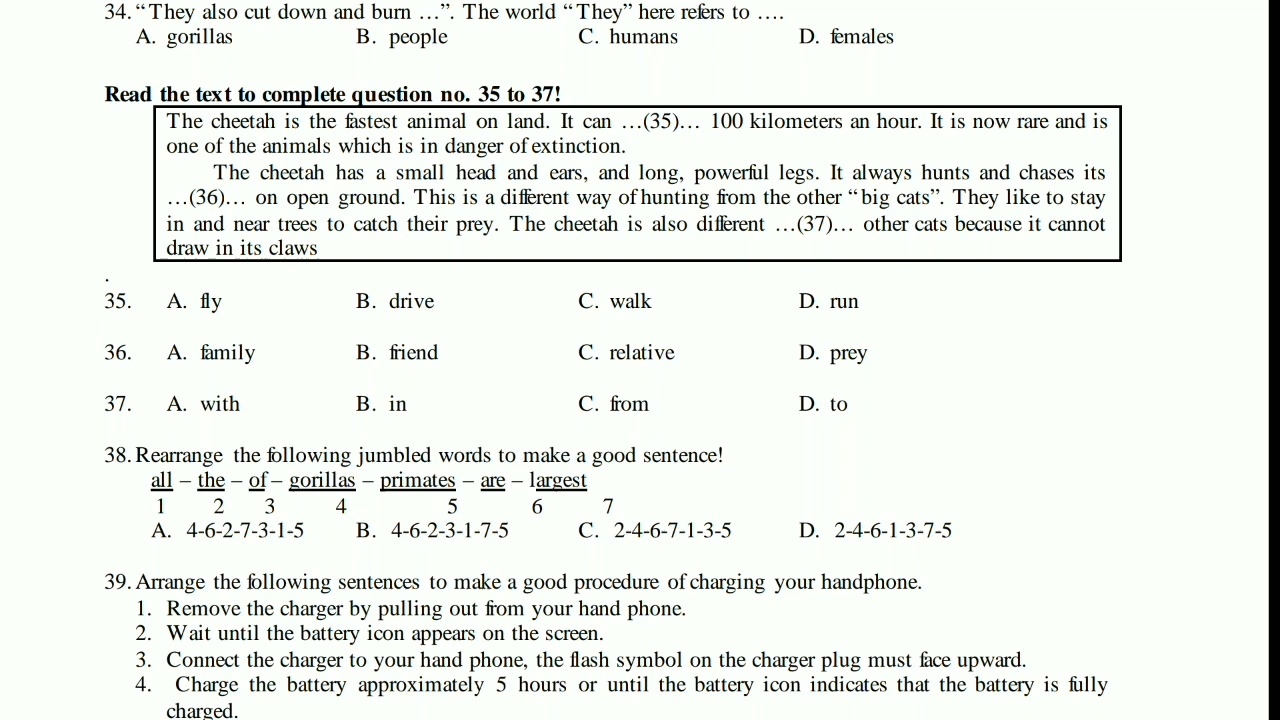 34. “They also cut down and burn …”. The world “They” here refers to ….
A. gorillas B. people C. humans D. females
Read the text to complete question no. 35 to 37!
The cheetah is the fastest animal on land. It can …(35)… 100 kilometers an hour. It is now rare and is
one of the animals which is in danger of extinction.
The cheetah has a small head and ears, and long, powerful legs. It always hunts and chases its
…(36)… on open ground. This is a different way of hunting from the other “big cats”. They like to stay
in and near trees to catch their prey. The cheetah is also different …(37)… other cats because it cannot
draw in its claws
.
35. A. fly B. drive C. walk D. run
36. A. family B. friend C. relative D. prey
37. A. with B. in C. from D. to
38. Rearrange the following jumbled words to make a good sentence!
all – the – of – gorillas – primates – are – largest
1 2 3 4 5 6 7
A. 4-6-2-7-3-1-5 B. 4-6-2-3-1-7-5 C. 2-4-6-7-1-3-5 D. 2-4-6-1-3-7-5
39. Arrange the following sentences to make a good procedure of charging your handphone.
1. Remove the charger by pulling out from your hand phone.
2. Wait until the battery icon appears on the screen.
3. Connect the charger to your hand phone, the flash symbol on the charger plug must face upward.
4. Charge the battery approximately 5 hours or until the battery icon indicates that the battery is fully
charged.